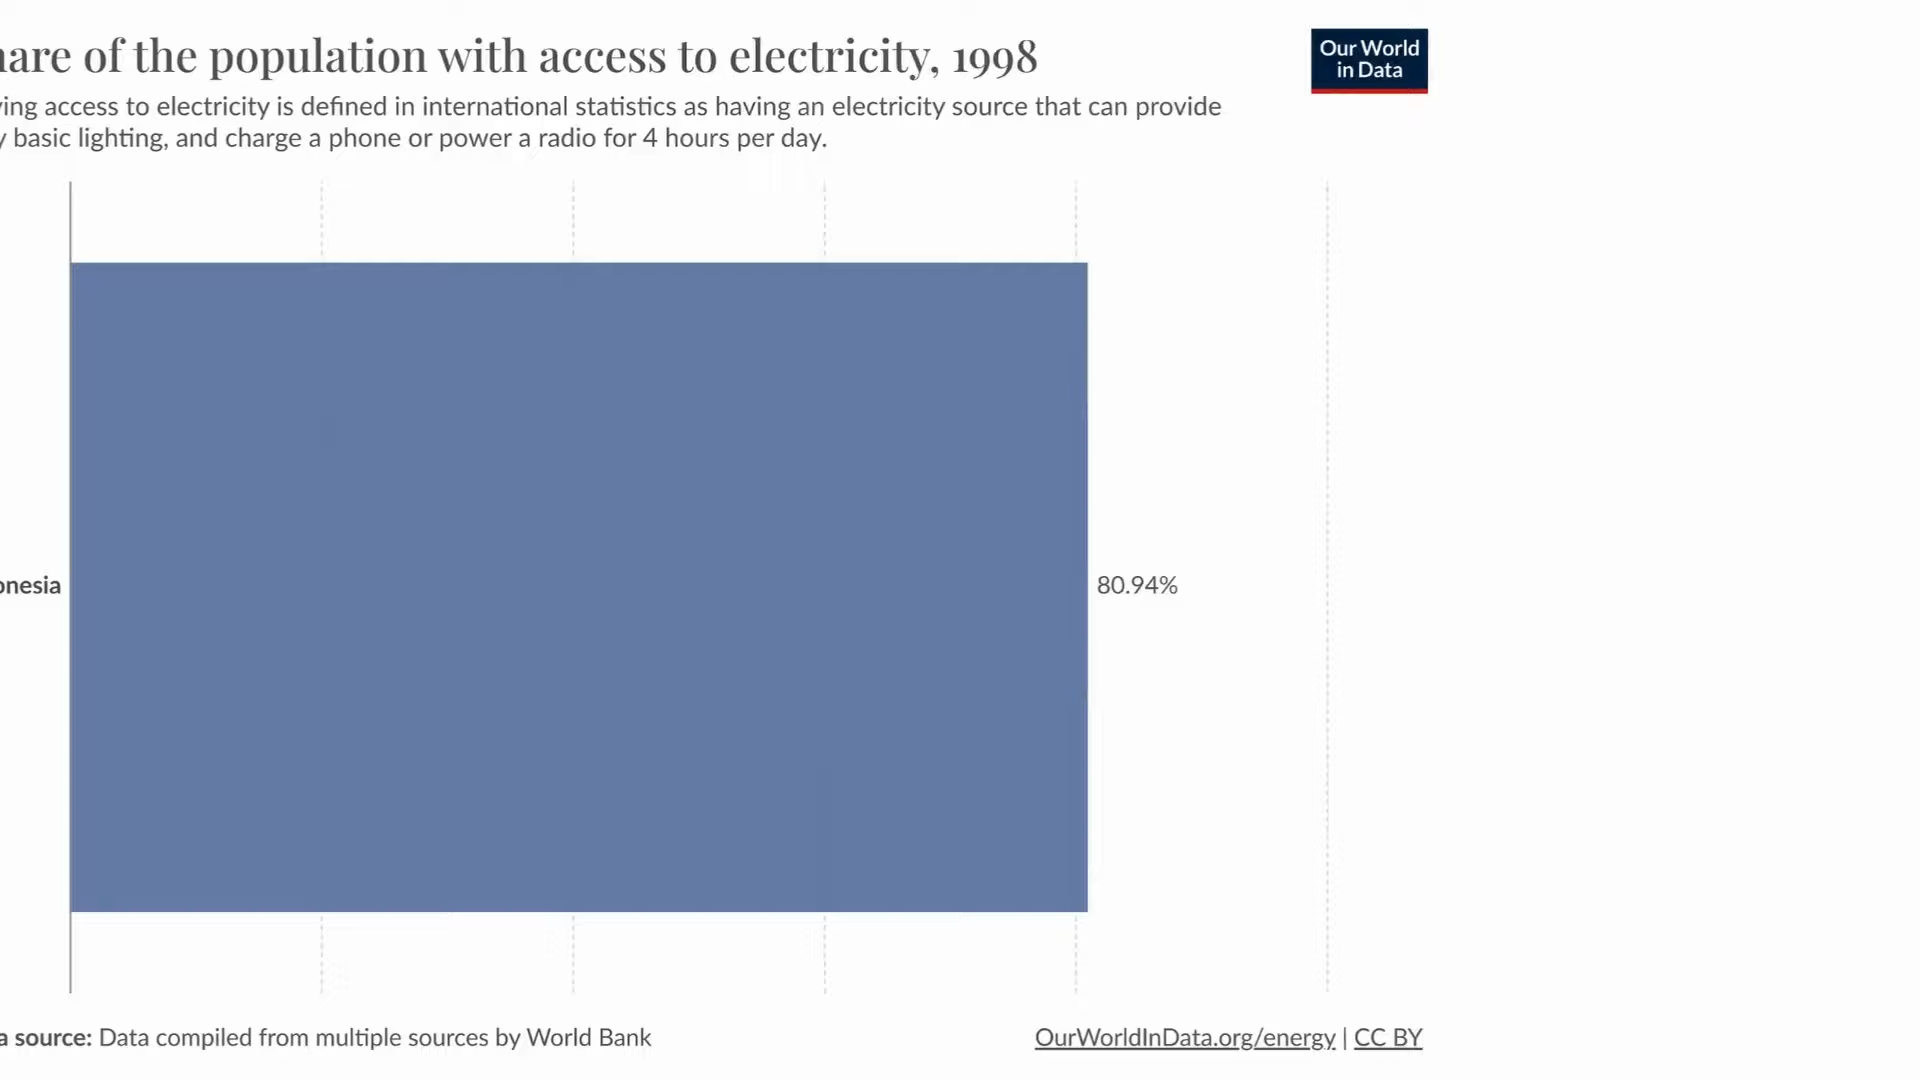 hare of the population with access to electricity, 1998
Our World
in Data
ving access to electricity is defined in international statistics as having an electricity source that can provide
y basic lighting, and charge a phone or power a radio for 4 hours per day.
onesia
80.94%
a source: Data compiled from multiple sources by World Bank
OurWorldInData.org/energy | CC BY